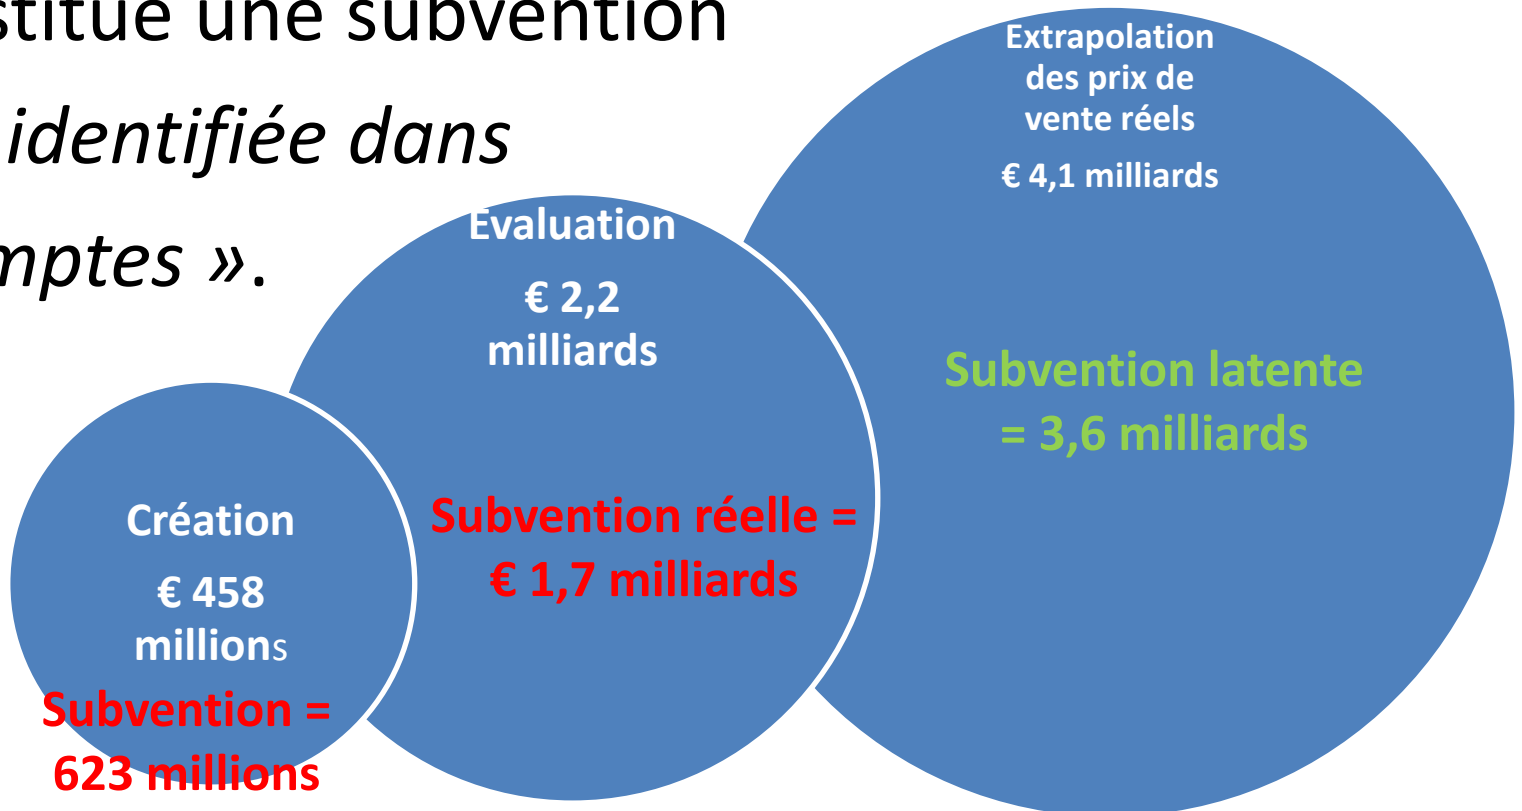 stitue une subvention
identifiée dans
mptes ».
Extrapolation
des prix de
vente réels
€ 4,1 milliards
Evaluation
€ 2,2
milliards
Subvention latente
= 3,6 milliards
Création
€ 458
millions
Subvention réelle =
€ 1,7 milliards
Subvention =
623 millions